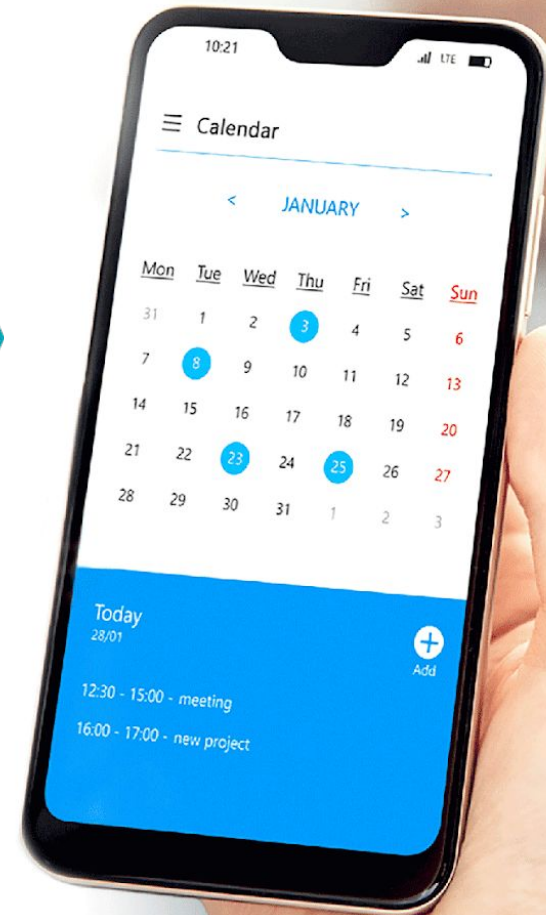 10:21 LTE
Calendar
< JANUARY >
Mon Tue Wed Thu Fri Sat Sun
31 1 2 3 4 5 6
7 8 9 10 11 12 13
14 15 16 17 18 19 20
21 22 23 24 25 26 27
28 29 30 31 1 2 3
Today
28/01
Add
12:30 - 15:00 - meeting
16:00 - 17:00 - new project